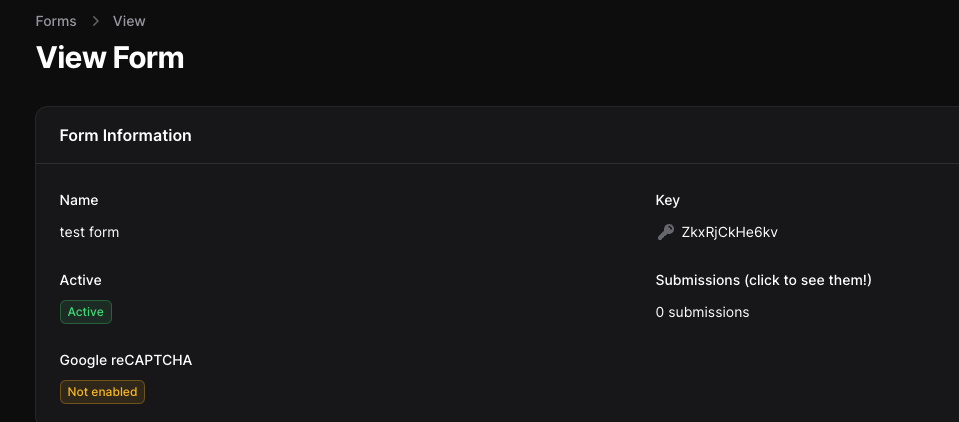 Forms > View
View Form
Form Information
Name
test form
Key
ZkxRjCkHe6kv
Active
Active
Submissions (click to see them!)
0 submissions
Google reCAPTCHA
Not enabled